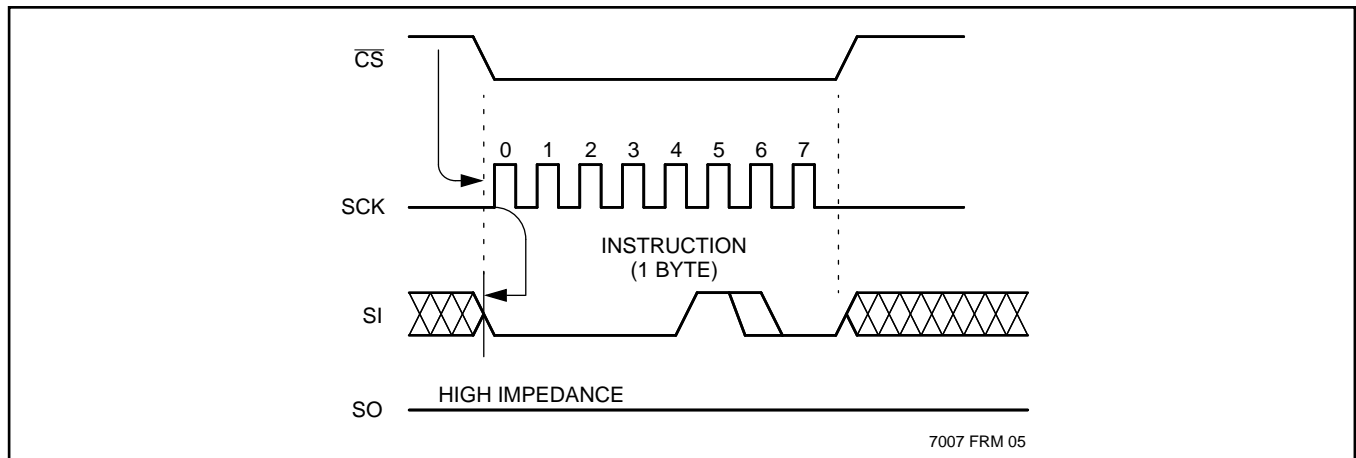 C̅S̅
0 1 2 3 4 5 6 7
SCK
INSTRUCTION
(1 BYTE)
SI
HIGH IMPEDANCE
SO
7007 FRM 05